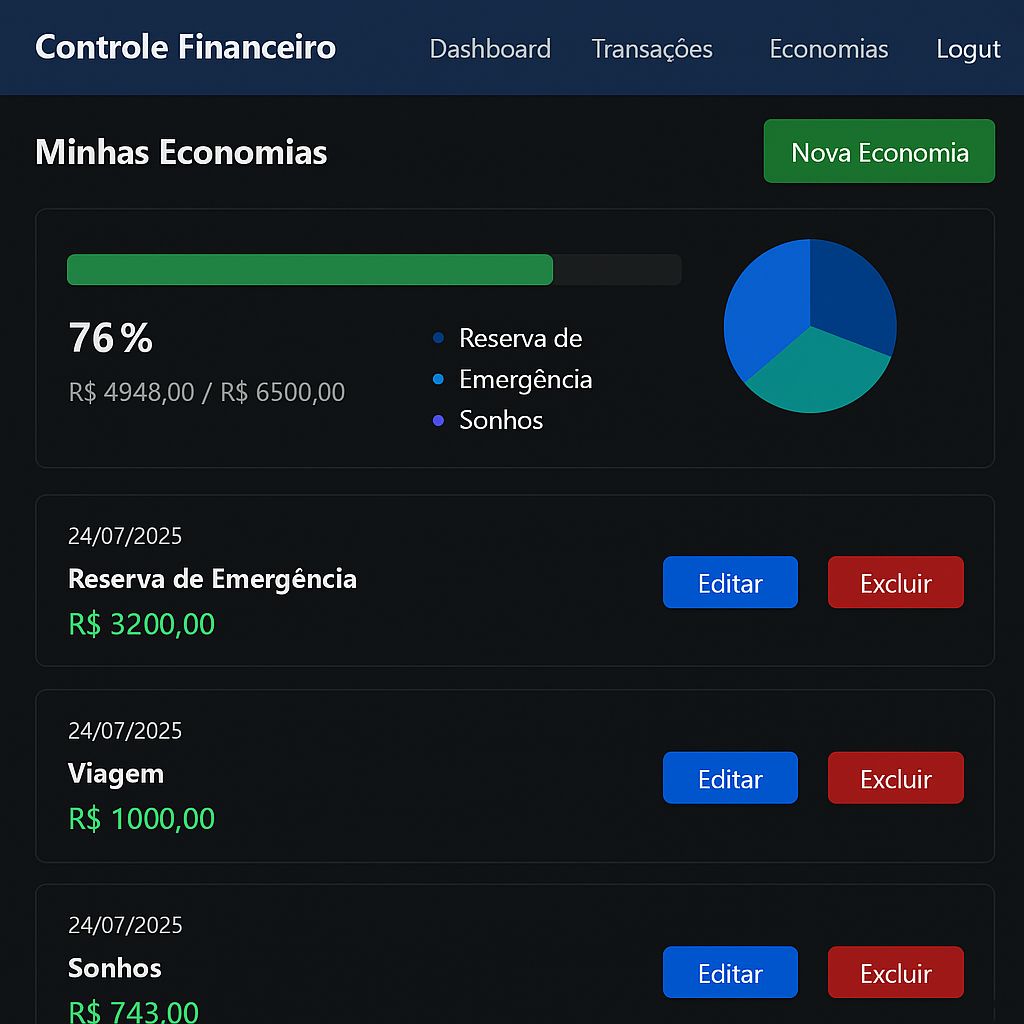 Controle Financeiro Dashboard Transações Economias Logut
Minhas Economias Nova Economia
76%
R$ 4948,00 / R$ 6500,00
Reserva de
Emergência
Sonhos
24/07/2025
Reserva de Emergência
R$ 3200,00
Editar Excluir
24/07/2025
Viagem
R$ 1000,00
Editar Excluir
24/07/2025
Sonhos
R$ 743,00
Editar Excluir